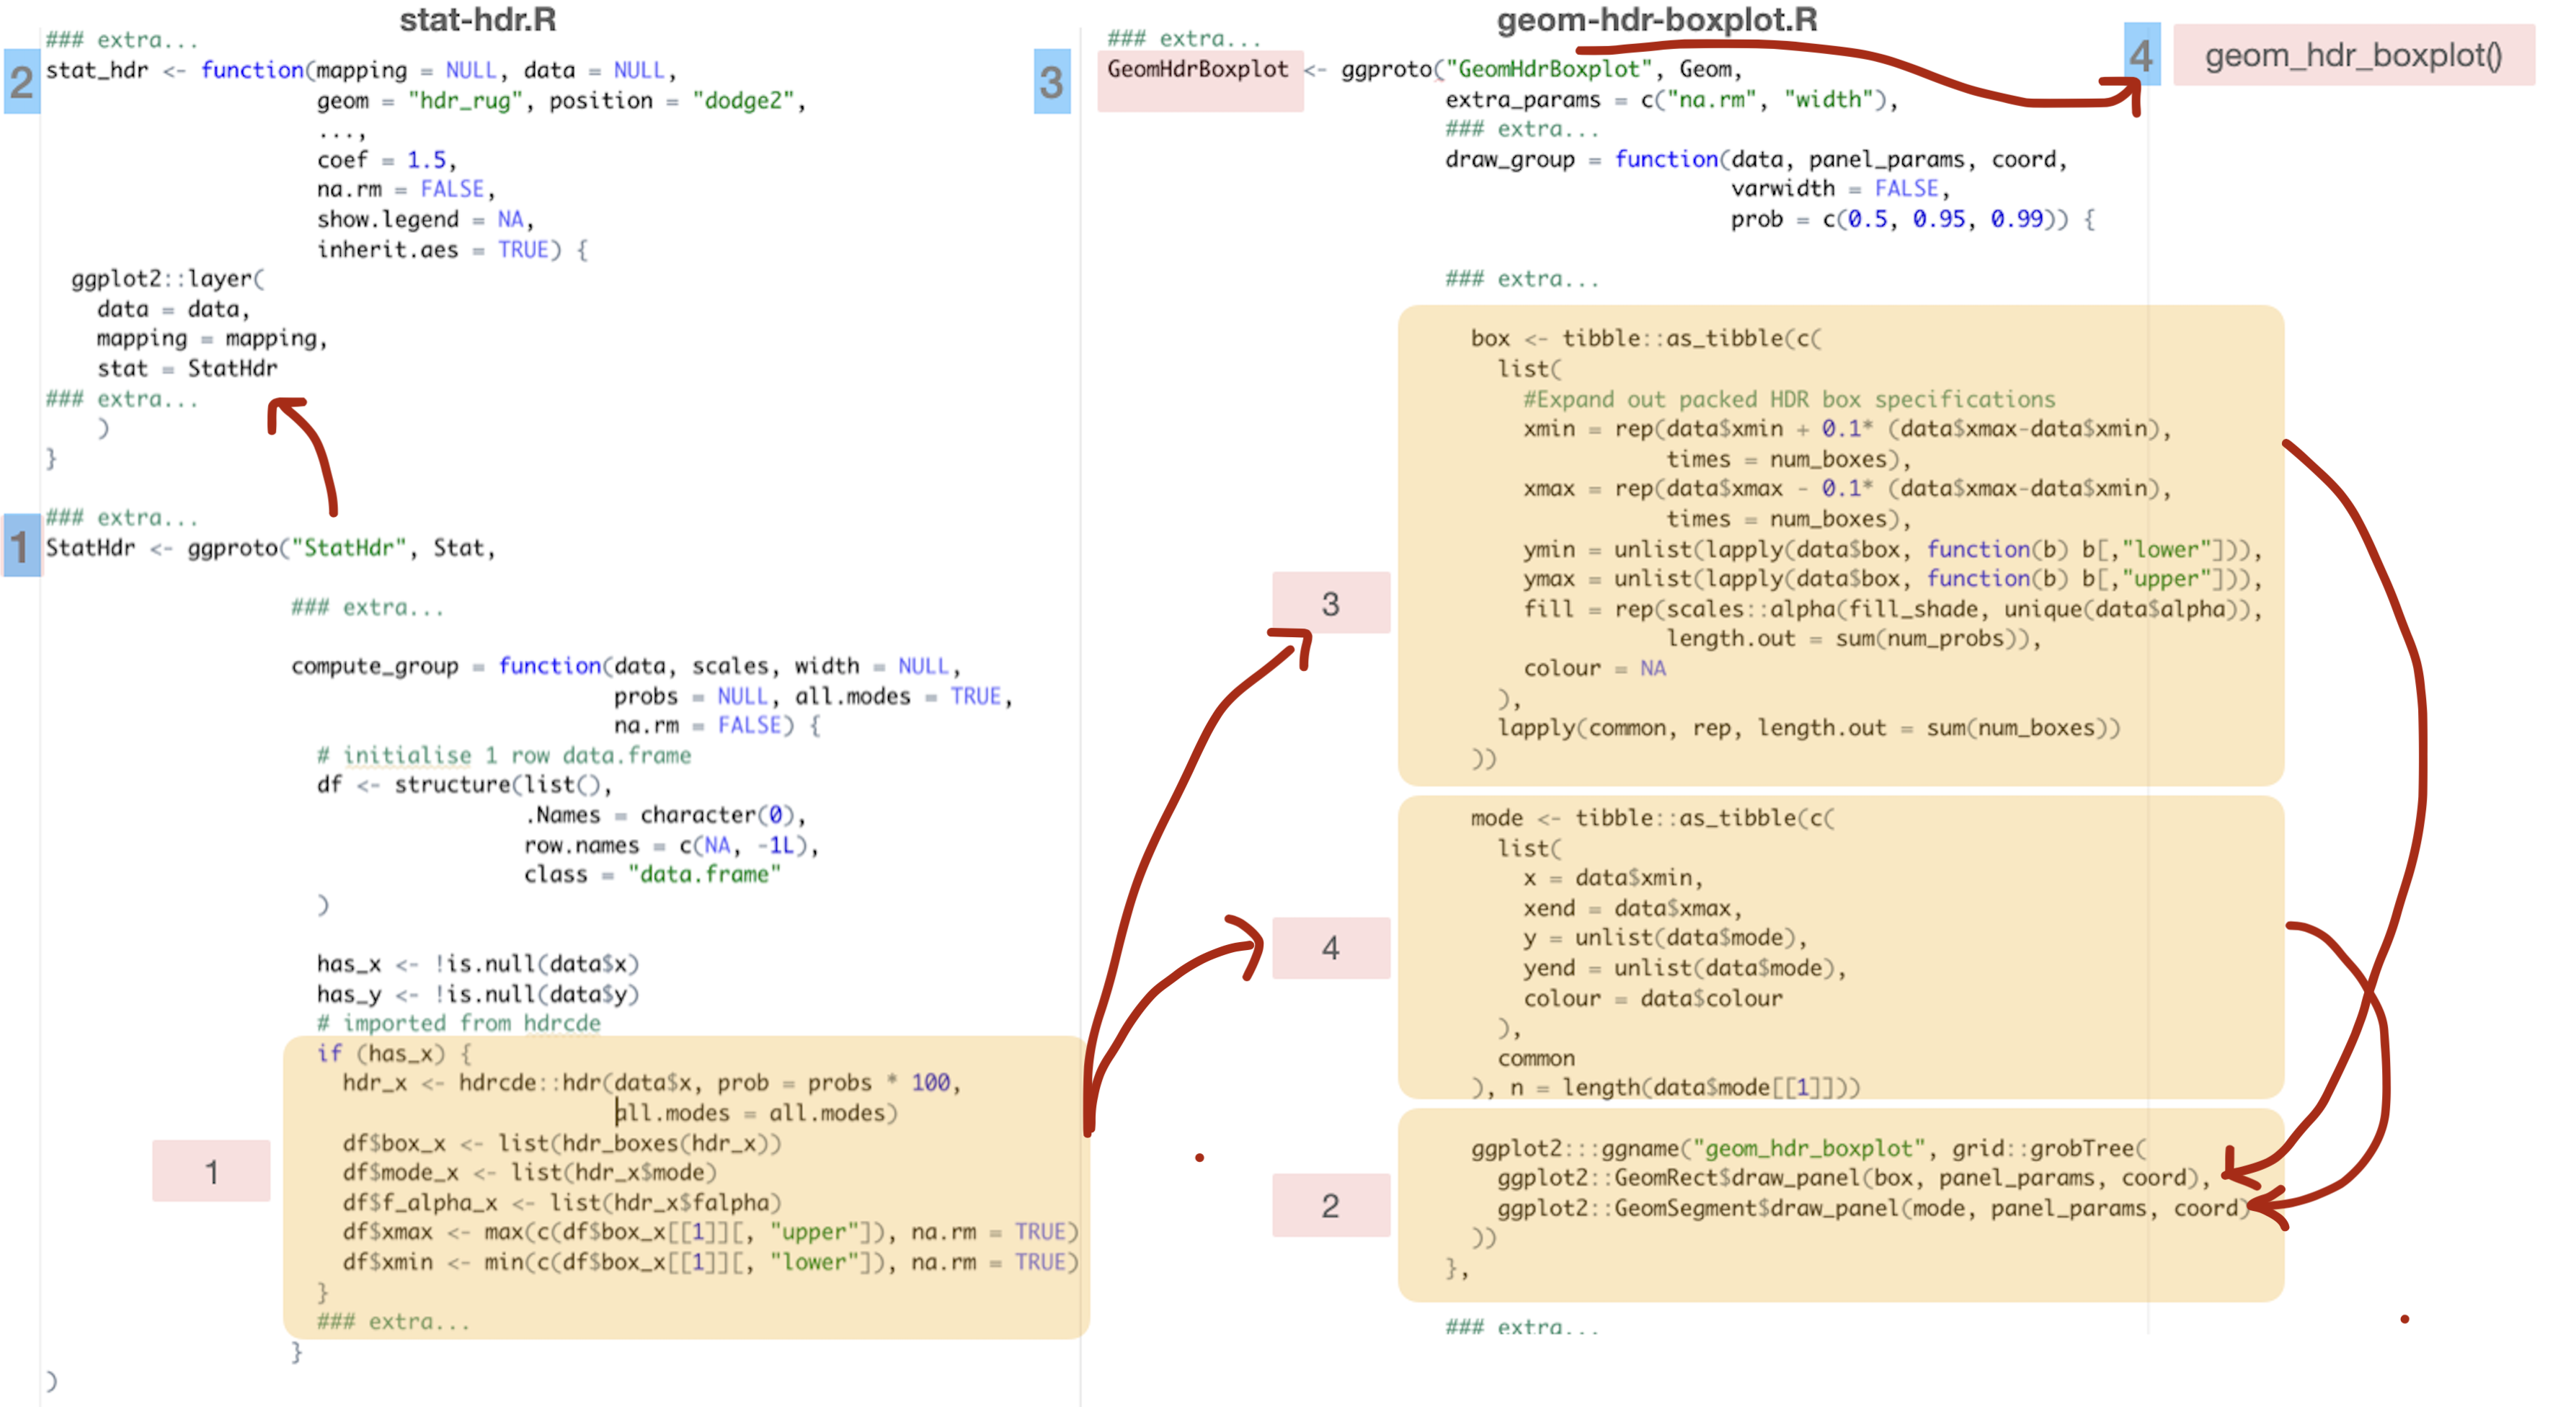 stat-hdr.R
### extra...
2
stat_hdr <- function(mapping = NULL, data = NULL,
geom = "hdr_rug", position = "dodge2",
...,
coef = 1.5,
na.rm = FALSE,
show.legend = NA,
inherit.aes = TRUE) {
ggplot2::layer(
data = data,
mapping = mapping,
stat = StatHdr
### extra...
)
}
### extra...
1
StatHdr <- ggproto("StatHdr", Stat,
### extra...
compute_group = function(data, scales, width = NULL,
probs = NULL, all.modes = TRUE,
na.rm = FALSE) {
# initialise 1 row data.frame
df <- structure(list(),
.Names = character(0),
row.names = c(NA, -1L),
class = "data.frame"
)
has_x <- !is.null(data$x)
has_y <- !is.null(data$y)
# imported from hdrcde
if (has_x) {
hdr_x <- hdrcde::hdr(data$x, prob = probs * 100,
all.modes = all.modes)
df$box_x <- list(hdr_boxes(hdr_x))
1
df$mode_x <- list(hdr_x$mode)
df$f_alpha_x <- list(hdr_x$falpha)
df$xmax <- max(c(df$box_x[[1]][, "upper"]), na.rm = TRUE)
df$xmin <- min(c(df$box_x[[1]][, "lower"]), na.rm = TRUE)
}
### extra...
}
)
geom-hdr-boxplot.R
### extra...
3
GeomHdrBoxplot <- ggproto("GeomHdrBoxplot", Geom,
extra_params = c("na.rm", "width"),
### extra...
draw_group = function(data, panel_params, coord,
varwidth = FALSE,
prob = c(0.5, 0.95, 0.99)) {
### extra...
box <- tibble::as_tibble(c(
list(
#Expand out packed HDR box specifications
xmin = rep(data$xmin + 0.1* (data$xmax-data$xmin),
times = num_boxes),
xmax = rep(data$xmax - 0.1* (data$xmax-data$xmin),
times = num_boxes),
ymin = unlist(lapply(data$box, function(b) b[,"lower"])),
ymax = unlist(lapply(data$box, function(b) b[,"upper"])),
3
fill = rep(scales::alpha(fill_shade, unique(data$alpha)),
length.out = sum(num_probs)),
colour = NA
),
lapply(common, rep, length.out = sum(num_boxes))
))
mode <- tibble::as_tibble(c(
list(
x = data$xmin,
xend = data$xmax,
y = unlist(data$mode),
4
yend = unlist(data$mode),
colour = data$colour
),
common
), n = length(data$mode[[1]]))
ggplot2:::ggname("geom_hdr_boxplot", grid::grobTree(
ggplot2::GeomRect$draw_panel(box, panel_params, coord),
2
ggplot2::GeomSegment$draw_panel(mode, panel_params, coord)
))
},
### extra...
4
geom_hdr_boxplot()